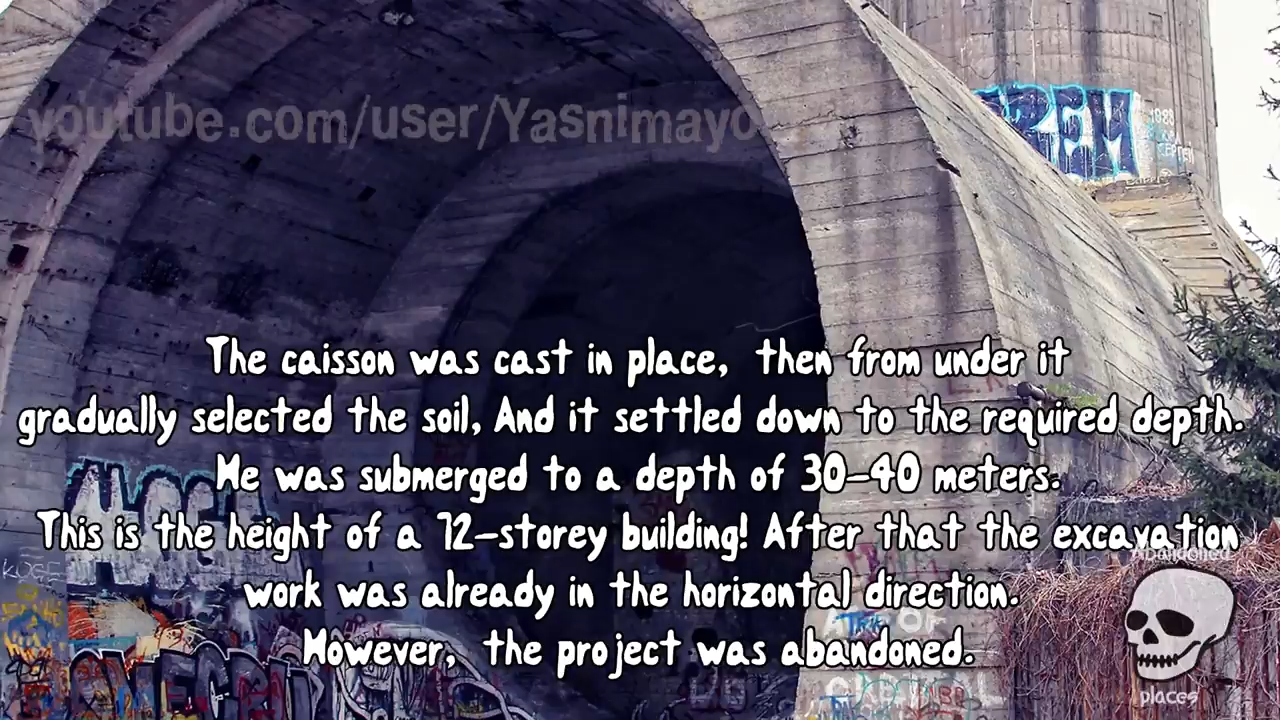 youtube.com/user/Yasnimayo
The caisson was cast in place, then from under it
gradually selected the soil, And it settled down to the required depth.
He was submerged to a depth of 30-40 meters.
This is the height of a 12-storey building! After that the excavation
work was already in the horizontal direction.
However, the project was abandoned.
Abandoned
places
1888
KOSE
OF